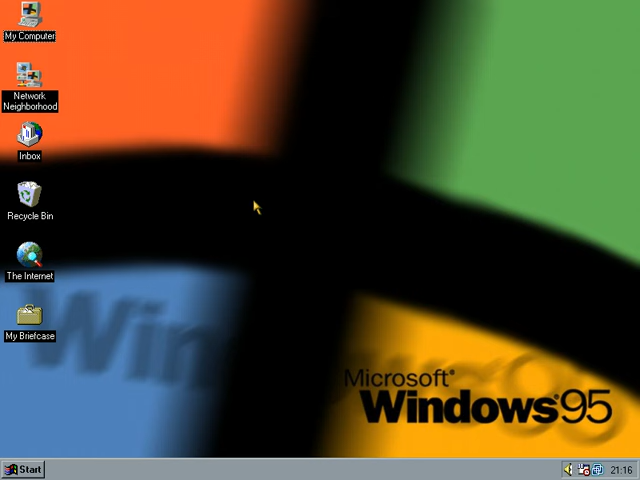 My Computer
Network
Neighborhood
Inbox
Recycle Bin
The Internet
My Briefcase
Win
Microsoft®
Windows®95
Start
21:16